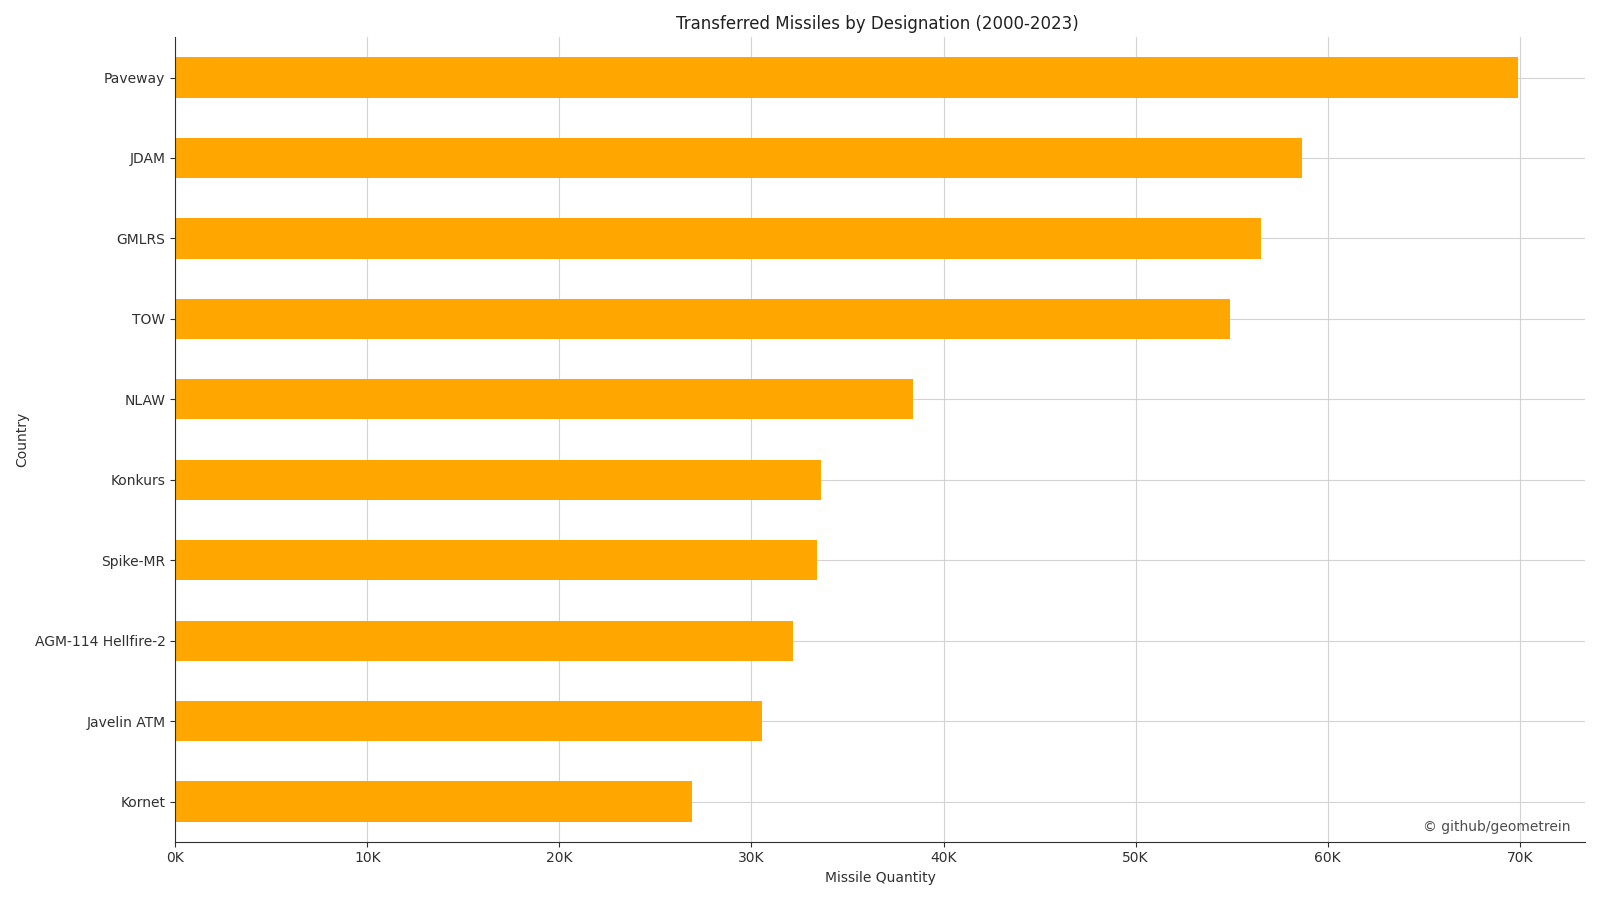 Transferred Missiles by Designation (2000-2023)
Paveway
JDAM
GMLRS
TOW
NLAW
Konkurs
Spike-MR
AGM-114 Hellfire-2
Javelin ATM
Kornet
Country
© github/geometrein
0K 10K 20K 30K 40K 50K 60K 70K
Missile Quantity